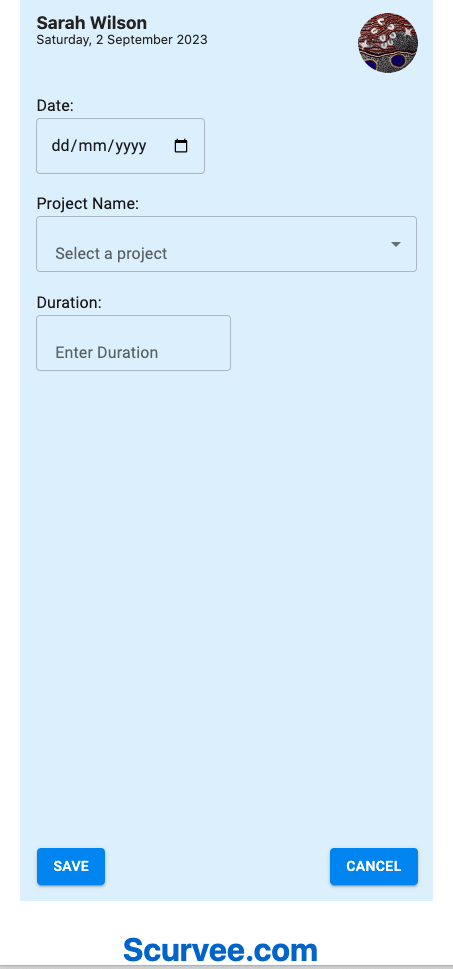 Sarah Wilson
Saturday, 2 September 2023
Date:
dd/mm/yyyy
Project Name:
Select a project
Duration:
Enter Duration
SAVE
CANCEL
Scurvee.com